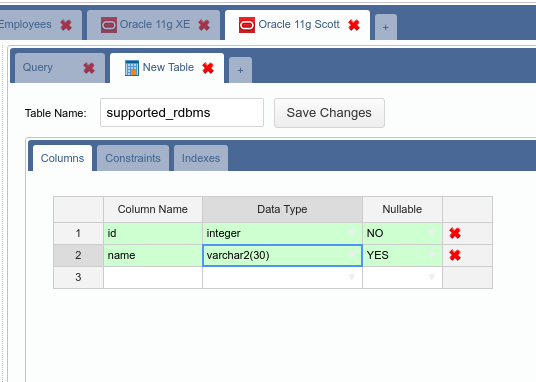 Employees Oracle 11g XE Oracle 11g Scott +
Query New Table +
Table Name: supported_rdbms Save Changes
Columns Constraints Indexes
Column Name Data Type Nullable
1 id integer NO
2 name varchar2(30) YES
3